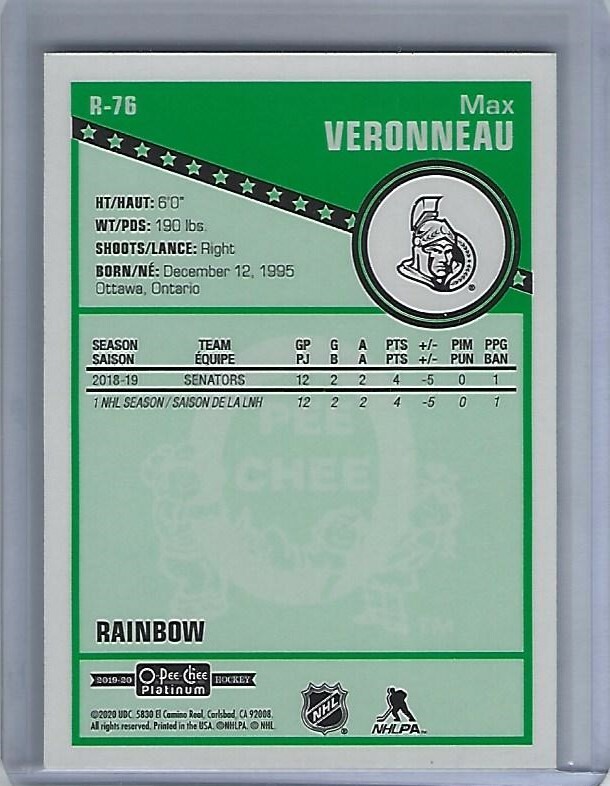 R-76
Max
VERONNEAU
HT/HAUT: 6'0"
WT/PDS: 190 lbs.
SHOOTS/LANCE: Right
BORN/NÉ: December 12, 1995
Ottawa, Ontario
®
SEASON TEAM GP G A PTS +/- PIM PPG
SAISON ÉQUIPE PJ B A PTS +/- PUN BAN
2018-19 SENATORS 12 2 2 4 -5 0 1
1 NHL SEASON / SAISON DE LA LNH 12 2 2 4 -5 0 1
PEE
CHEE
TM
RAINBOW
2019-20 O-Pee-Chee Platinum HOCKEY
©2020 UDC. 5830 El Camino Real, Carlsbad, CA 92008.
All rights reserved. Printed in the USA. ©NHLPA. © NHL.
NHL ®
NHLPA™